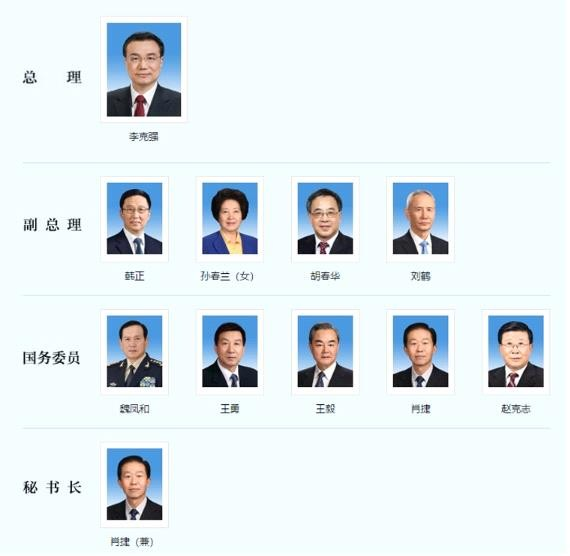 总 理
李克强
副总理
韩正 孙春兰（女） 胡春华 刘鹤
国务委员
魏凤和 王勇 王毅 肖捷 赵克志
秘书长
肖捷（兼）